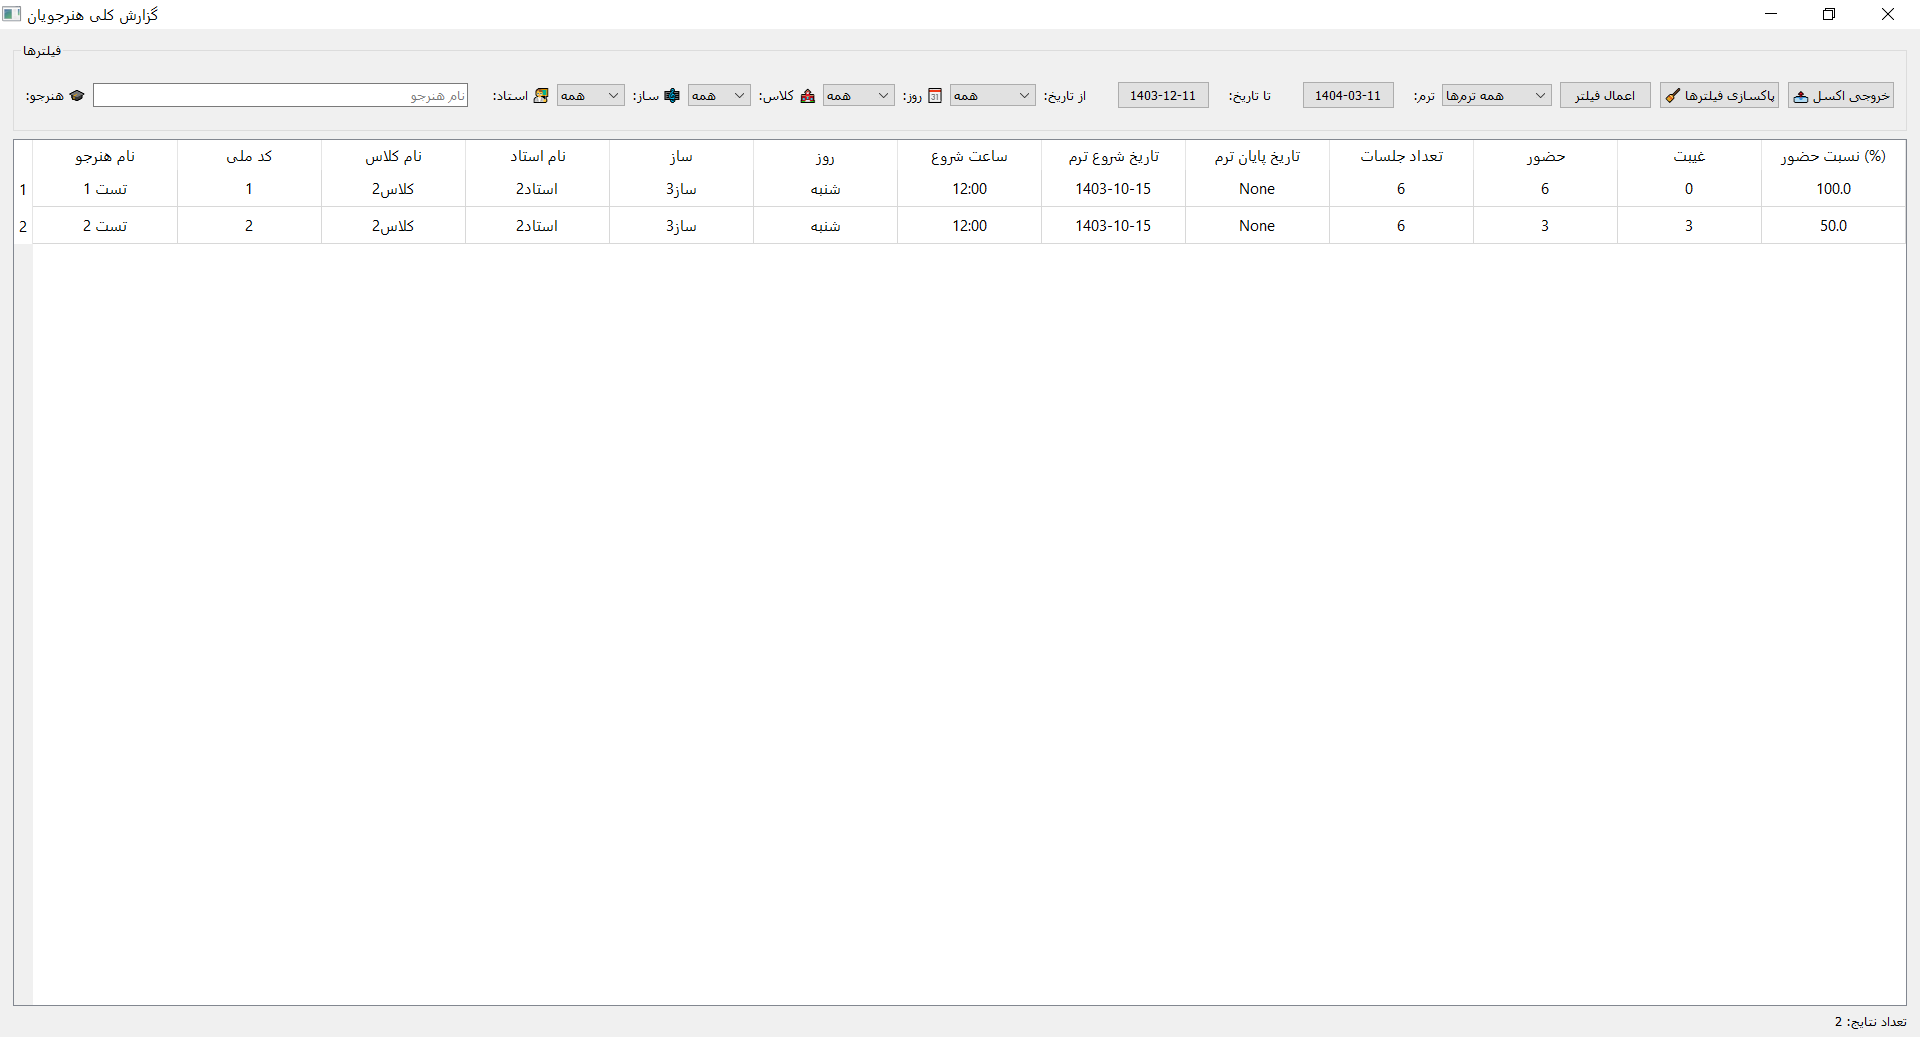 گزارش کلی هنرجویان
فیلترها
هنرجو: نام هنرجو استاد: همه ساز: همه کلاس: همه روز: همه از تاریخ: 1403-12-11 تا تاریخ: 1404-03-11 ترم: همه ترم‌ها اعمال فیلتر پاکسازی فیلترها خروجی اکسل
نام هنرجو کد ملی نام کلاس نام استاد ساز روز ساعت شروع تاریخ شروع ترم تاریخ پایان ترم تعداد جلسات حضور غیبت نسبت حضور (%)
1 تست 1 1 کلاس2 استاد2 ساز3 شنبه 12:00 1403-10-15 None 6 6 0 100.0
2 تست 2 2 کلاس2 استاد2 ساز3 شنبه 12:00 1403-10-15 None 6 3 3 50.0
تعداد نتایج: 2